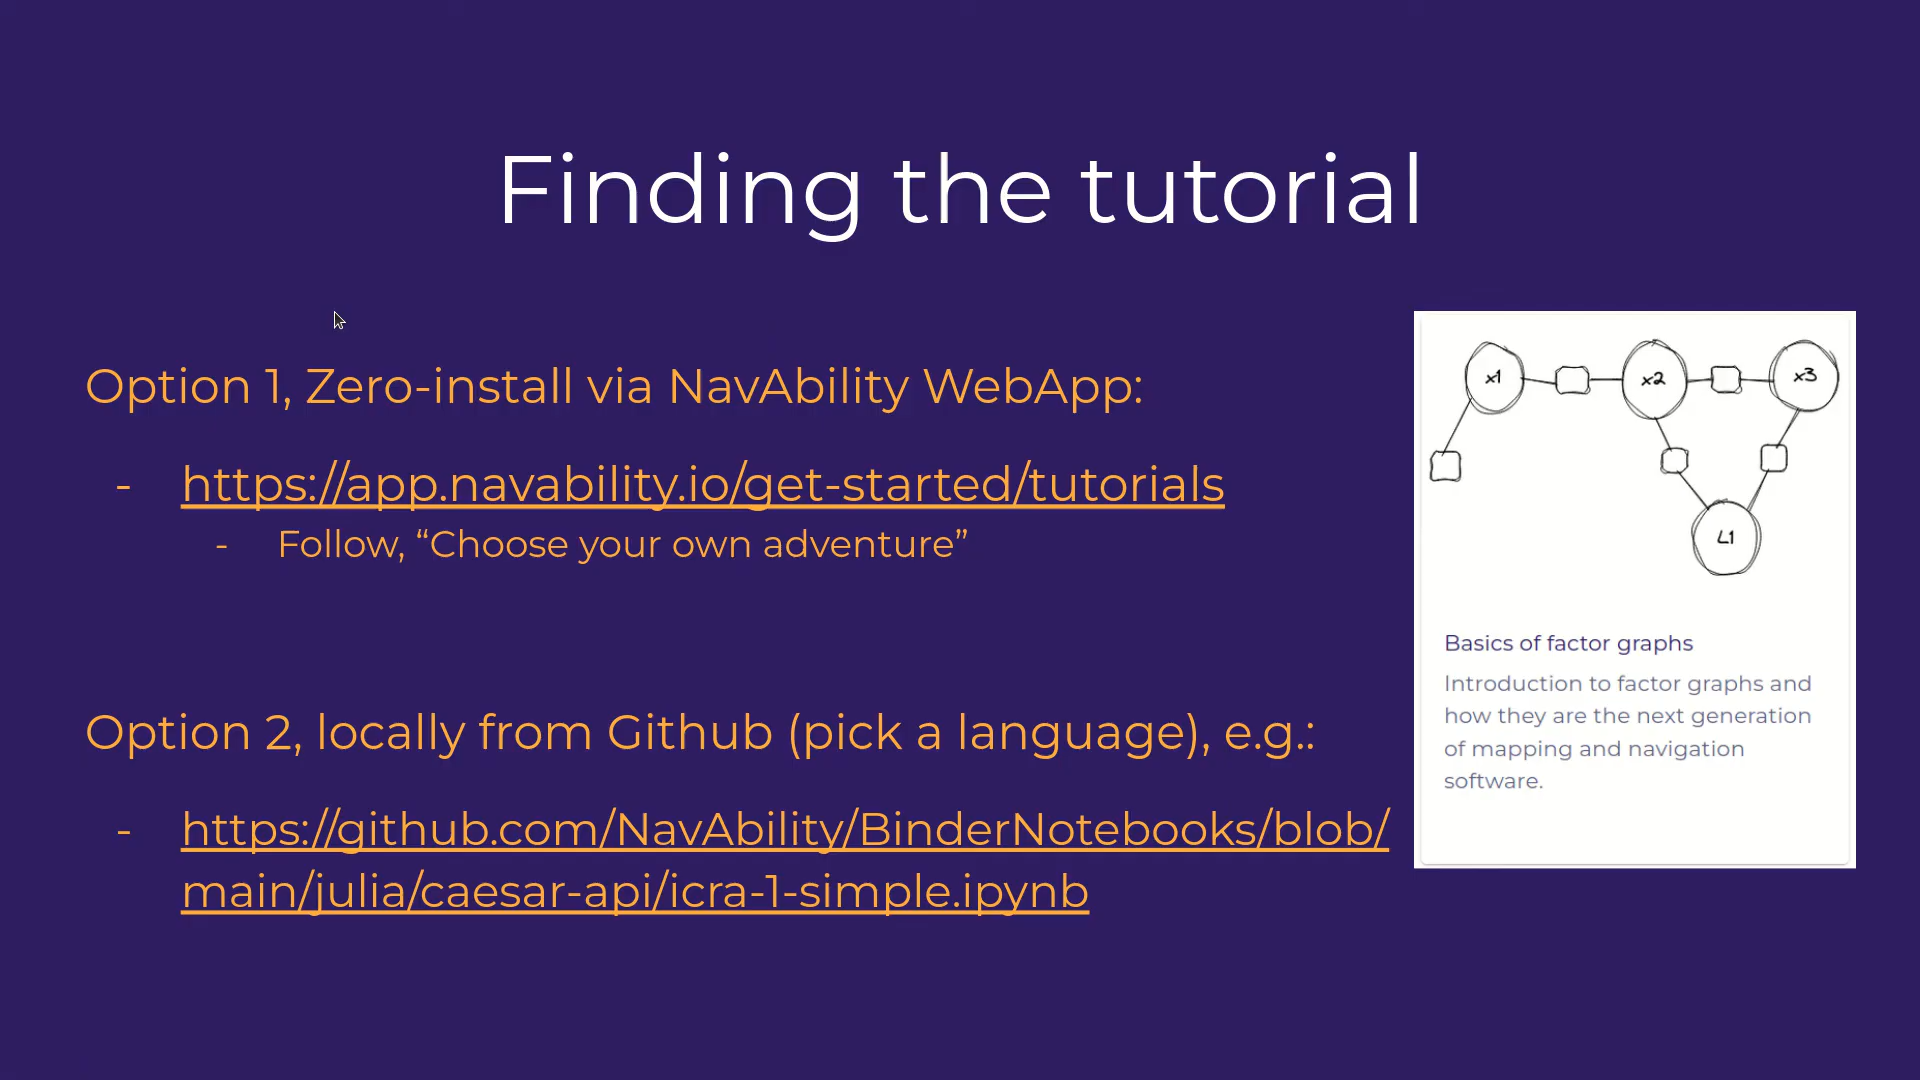 Finding the tutorial
Option 1, Zero-install via NavAbility WebApp:
- https://app.navability.io/get-started/tutorials
- Follow, “Choose your own adventure”
Option 2, locally from Github (pick a language), e.g.:
- https://github.com/NavAbility/BinderNotebooks/blob/
main/julia/caesar-api/icra-1-simple.ipynb
x1
x2
x3
L1
Basics of factor graphs
Introduction to factor graphs and
how they are the next generation
of mapping and navigation
software.